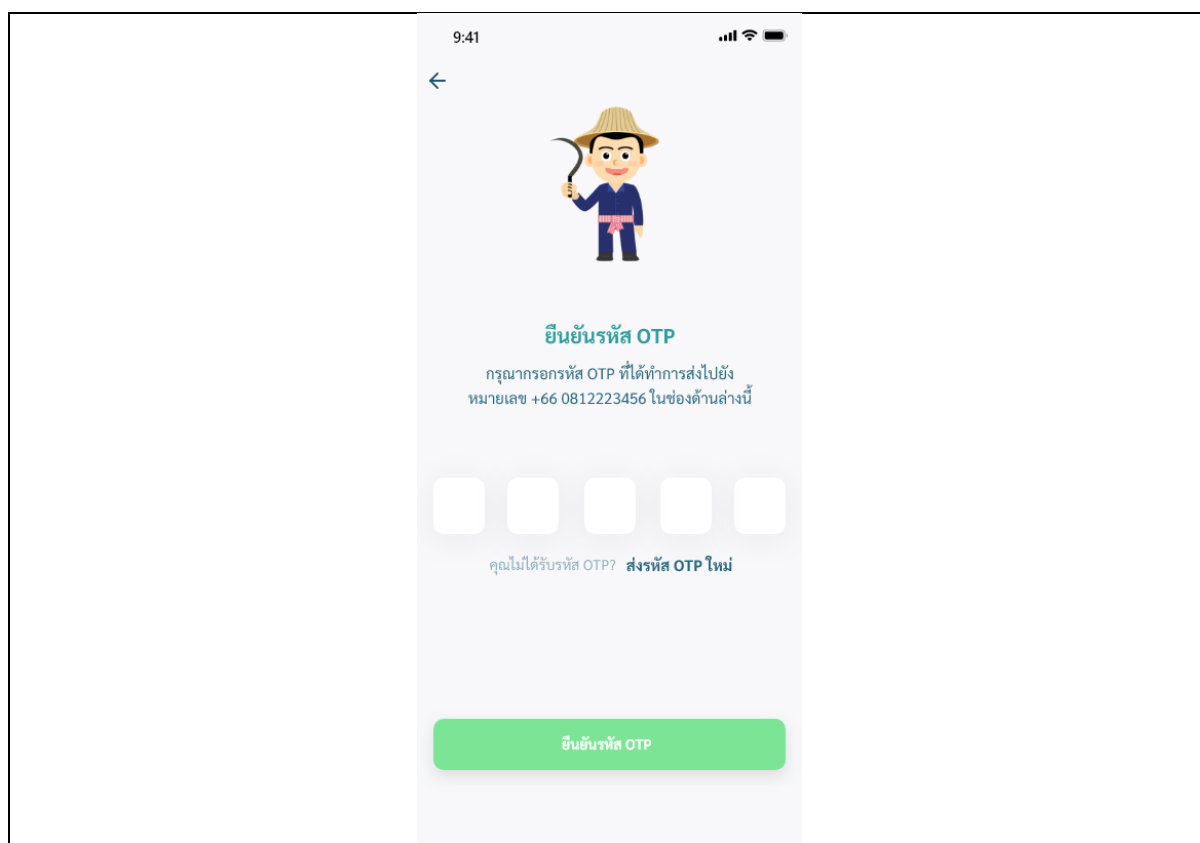 9:41
ยืนยันรหัส OTP
กรุณากรอกรหัส OTP ที่ได้ทำการส่งไปยัง
หมายเลข +66 0812223456 ในช่องด้านล่างนี้
คุณไม่ได้รับรหัส OTP? ส่งรหัส OTP ใหม่
ยืนยันรหัส OTP